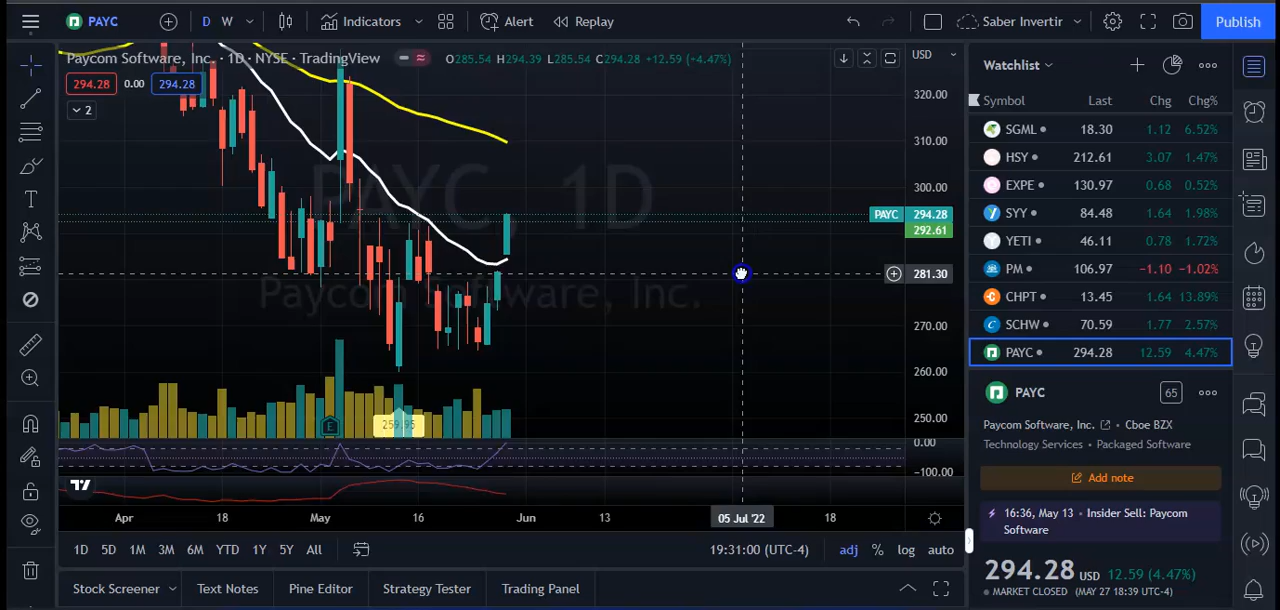 PAYC
D W
Indicators
Alert
Replay
Saber Invertir
Publish
Paycom Software, Inc. · 1D · NYSE · TradingView
O285.54 H294.39 L285.54 C294.28 +12.59 (+4.47%)
USD
294.28 0.00 294.28
2
320.00
310.00
300.00
PAYC 294.28
292.61
281.30
270.00
260.00
250.00
0.00
-100.00
PAYC, 1D
Paycom Software, Inc.
E
259.95
Apr 18 May 16 Jun 13 05 Jul '22 18
1D 5D 1M 3M 6M YTD 1Y 5Y All
19:31:00 (UTC-4)
adj % log auto
Stock Screener
Text Notes
Pine Editor
Strategy Tester
Trading Panel
Watchlist
Symbol Last Chg Chg%
SGML 18.30 1.12 6.52%
HSY 212.61 3.07 1.47%
EXPE 130.97 0.68 0.52%
SYY 84.48 1.64 1.98%
YETI 46.11 0.78 1.72%
PM 106.97 −1.10 −1.02%
CHPT 13.45 1.64 13.89%
SCHW 70.59 1.77 2.57%
PAYC 294.28 12.59 4.47%
PAYC
65
Paycom Software, Inc. · Cboe BZX
Technology Services · Packaged Software
Add note
16:36, May 13 · Insider Sell: Paycom
Software
294.28 USD 12.59 (4.47%)
MARKET CLOSED (MAY 27 18:39 UTC-4)